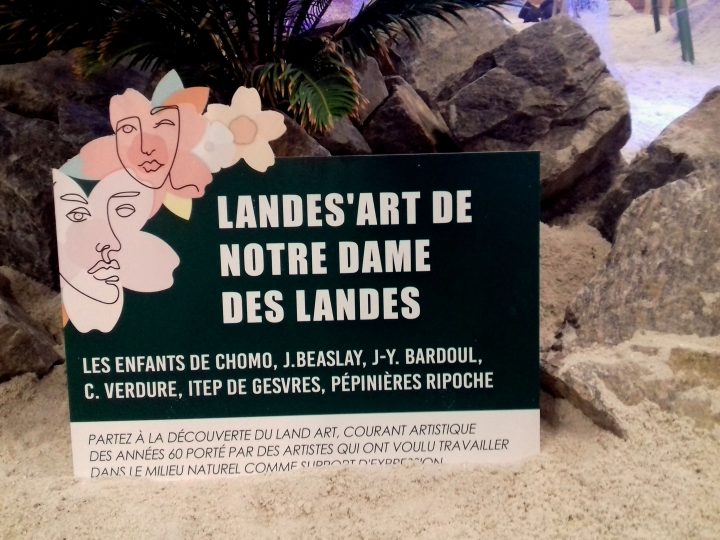 LANDES'ART DE
NOTRE DAME
DES LANDES
LES ENFANTS DE CHOMO, J.BEASLAY, J-Y. BARDOUL,
C. VERDURE, ITEP DE GESVRES, PÉPINIÈRES RIPOCHE
PARTEZ À LA DÉCOUVERTE DU LAND ART, COURANT ARTISTIQUE
DES ANNÉES 60 PORTÉ PAR DES ARTISTES QUI ONT VOULU TRAVAILLER
DANS LE MILIEU NATUREL COMME SUPPORT D'EXPRESSION